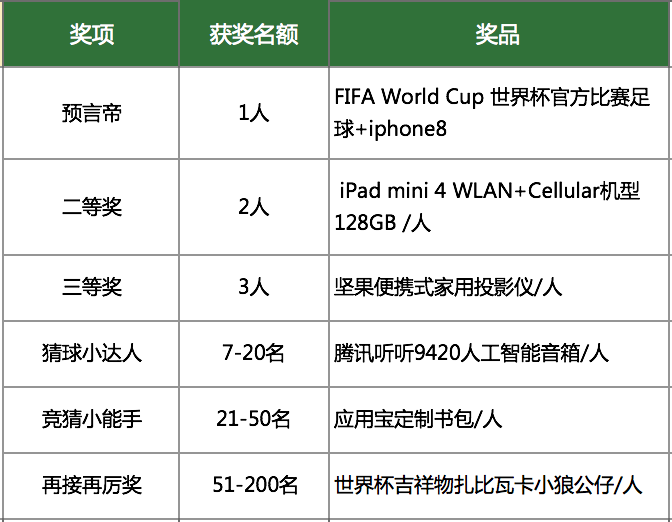 奖项 获奖名额 奖品
预言帝 1人 FIFA World Cup 世界杯官方比赛足
球+iphone8
二等奖 2人 iPad mini 4 WLAN+Cellular机型
128GB /人
三等奖 3人 坚果便携式家用投影仪/人
猜球小达人 7-20名 腾讯听听9420人工智能音箱/人
竞猜小能手 21-50名 应用宝定制书包/人
再接再厉奖 51-200名 世界杯吉祥物扎比瓦卡小狼公仔/人